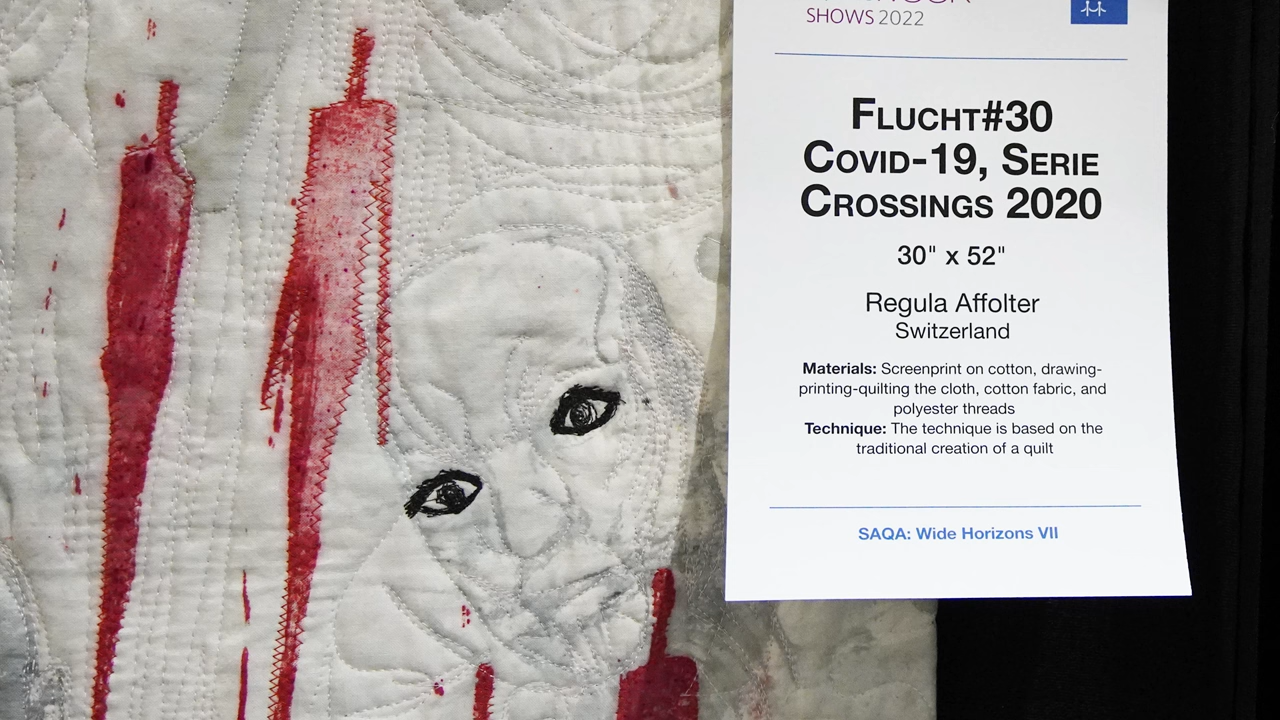 SHOWS 2022
FLUCHT#30
COVID-19, SERIE
CROSSINGS 2020
30" x 52"
Regula Affolter
Switzerland
Materials: Screenprint on cotton, drawing-
printing-quilting the cloth, cotton fabric, and
polyester threads
Technique: The technique is based on the
traditional creation of a quilt
SAQA: Wide Horizons VII